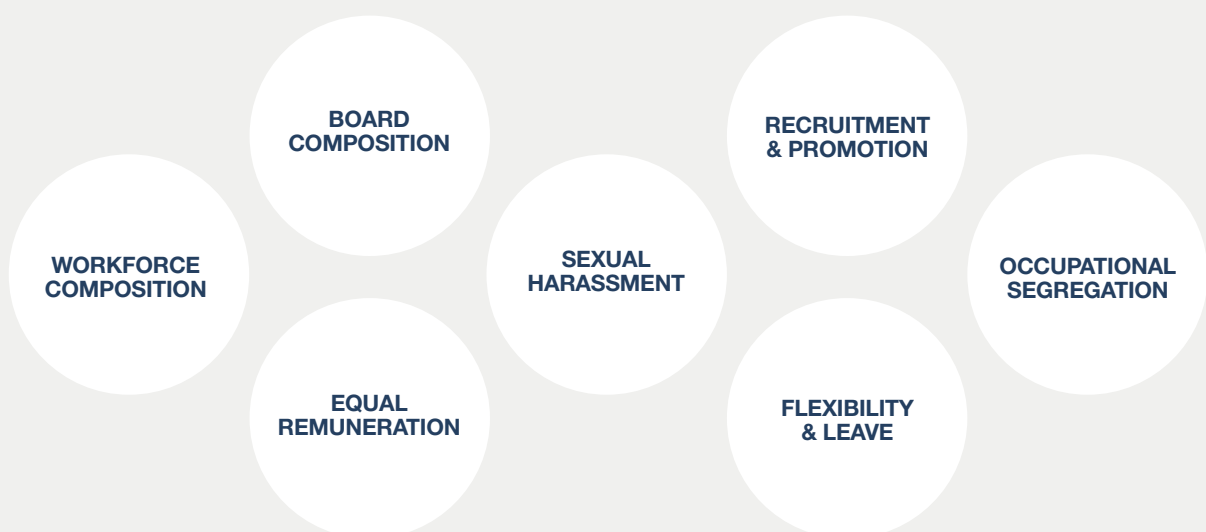 BOARD
COMPOSITION
RECRUITMENT
& PROMOTION
WORKFORCE
COMPOSITION
SEXUAL
HARASSMENT
OCCUPATIONAL
SEGREGATION
EQUAL
REMUNERATION
FLEXIBILITY
& LEAVE